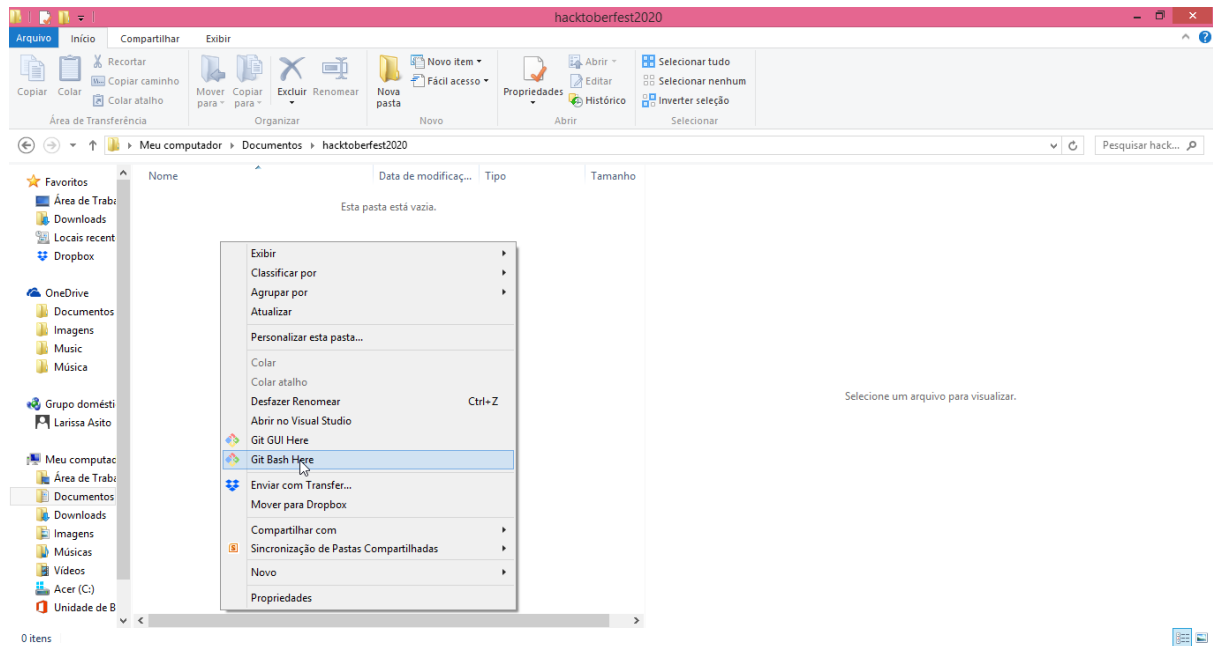 hacktoberfest2020
Arquivo Início Compartilhar Exibir
Copiar Colar Recortar Copiar caminho Colar atalho
Área de Transferência
Mover para Copiar para Excluir Renomear
Organizar
Nova pasta Novo item Fácil acesso
Novo
Propriedades Abrir Editar Histórico
Abrir
Selecionar tudo Selecionar nenhum Inverter seleção
Selecionar
Meu computador Documentos hacktoberfest2020
Pesquisar hack...
Favoritos
Área de Traba
Downloads
Locais recent
Dropbox
OneDrive
Documentos
Imagens
Music
Música
Grupo domésti
Larissa Asito
Meu computac
Área de Traba
Documentos
Downloads
Imagens
Músicas
Vídeos
Acer (C:)
Unidade de B
Nome Data de modificaç... Tipo Tamanho
Esta pasta está vazia.
Exibir
Classificar por
Agrupar por
Atualizar
Personalizar esta pasta...
Colar
Colar atalho
Desfazer Renomear Ctrl+Z
Abrir no Visual Studio
Git GUI Here
Git Bash Here
Enviar com Transfer...
Mover para Dropbox
Compartilhar com
Sincronização de Pastas Compartilhadas
Novo
Propriedades
Selecione um arquivo para visualizar.
0 itens